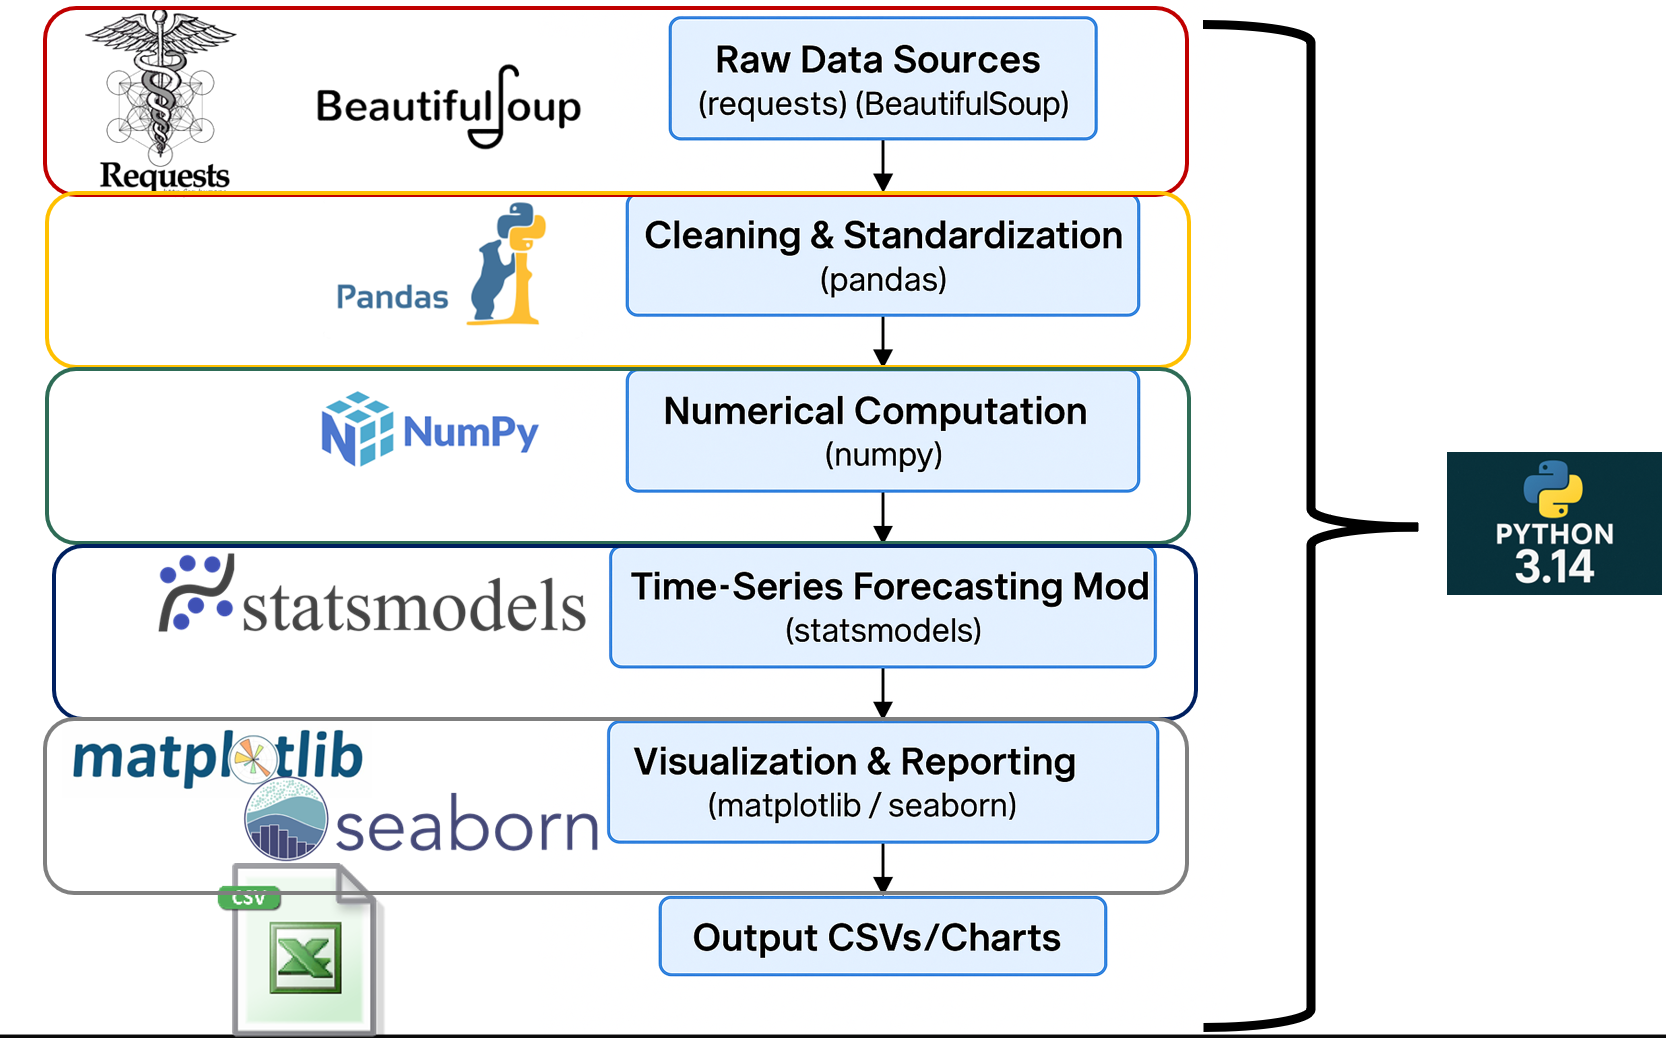 Requests
BeautifulSoup
Raw Data Sources
(requests) (BeautifulSoup)
Pandas
Cleaning & Standardization
(pandas)
NumPy
Numerical Computation
(numpy)
statsmodels
Time-Series Forecasting Mod
(statsmodels)
matplotlib
seaborn
Visualization & Reporting
(matplotlib / seaborn)
CSV
Output CSVs/Charts
PYTHON
3.14